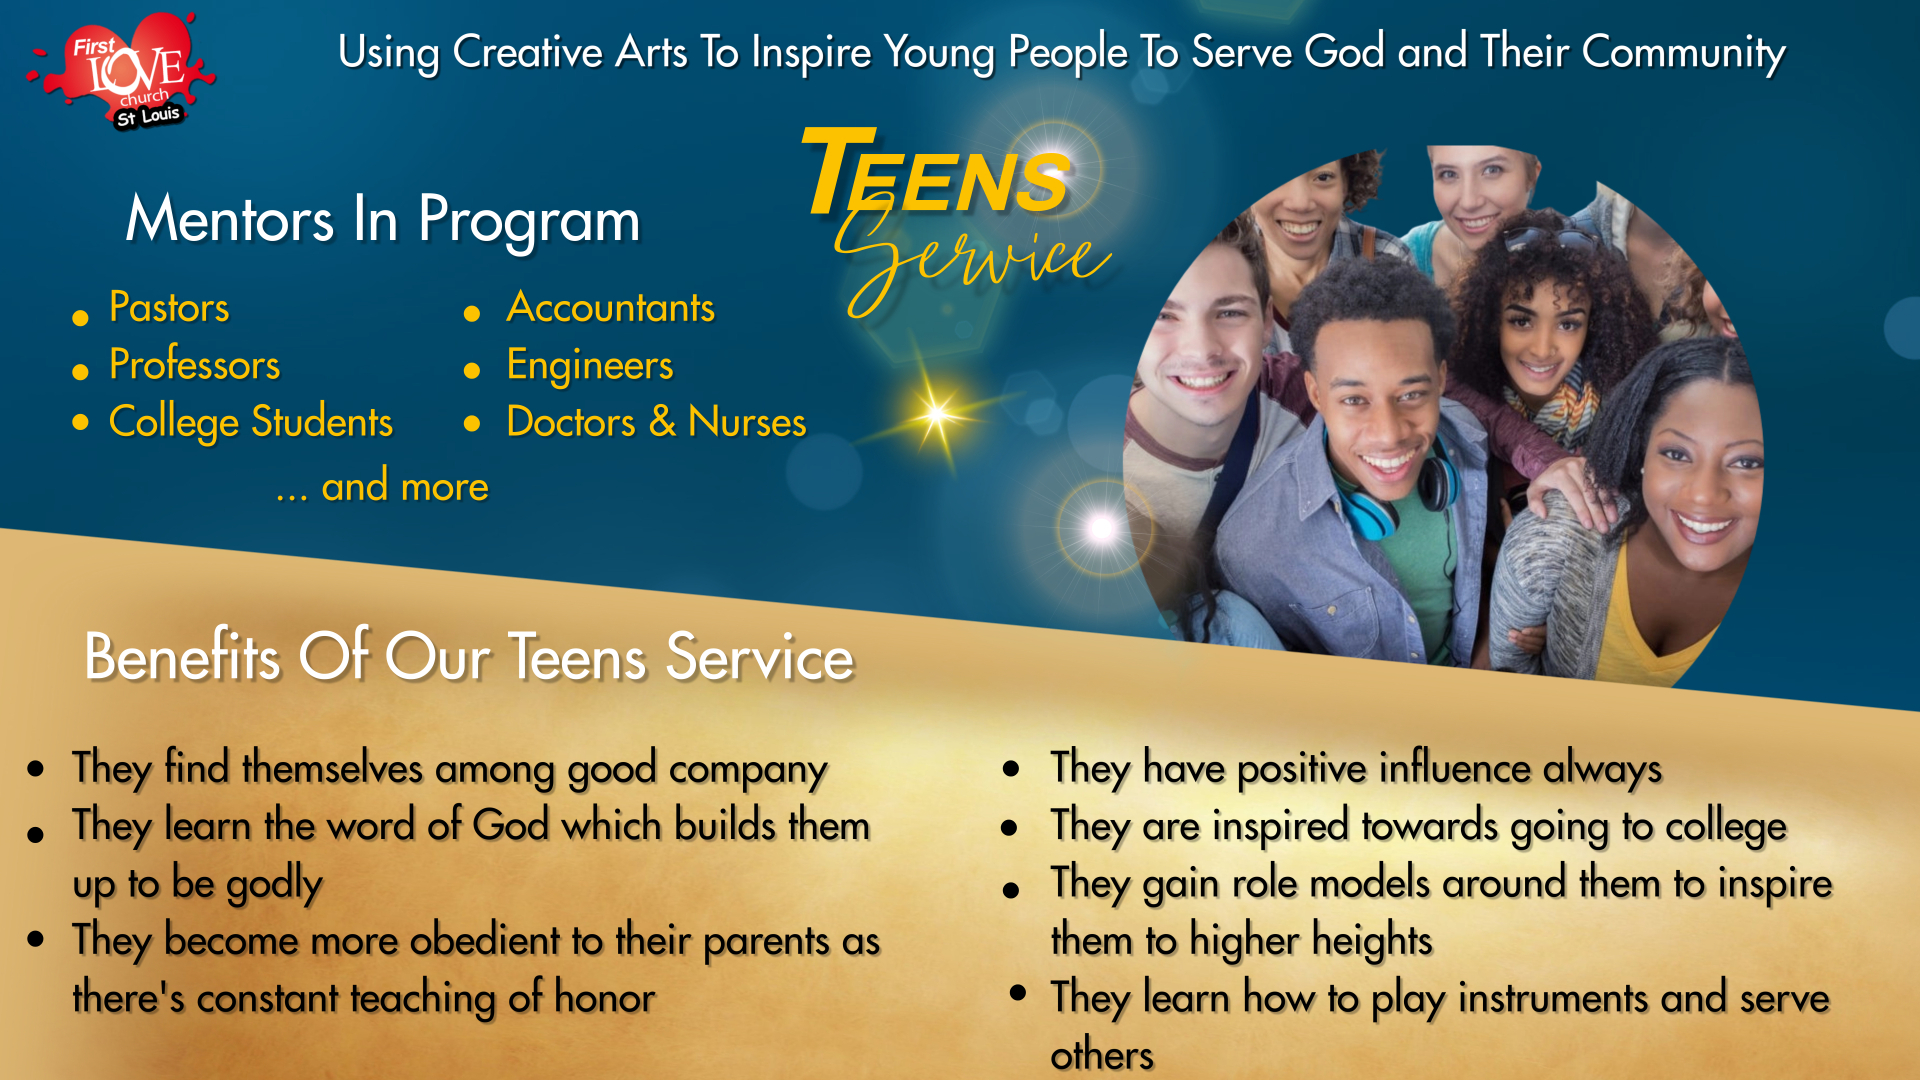 First
LOVE
church
St Louis
Using Creative Arts To Inspire Young People To Serve God and Their Community
TEENS
Service
Mentors In Program
• Pastors
• Professors
• College Students
• Accountants
• Engineers
• Doctors & Nurses
... and more
Benefits Of Our Teens Service
• They find themselves among good company
• They learn the word of God which builds them
up to be godly
• They become more obedient to their parents as
there's constant teaching of honor
• They have positive influence always
• They are inspired towards going to college
• They gain role models around them to inspire
them to higher heights
• They learn how to play instruments and serve
others